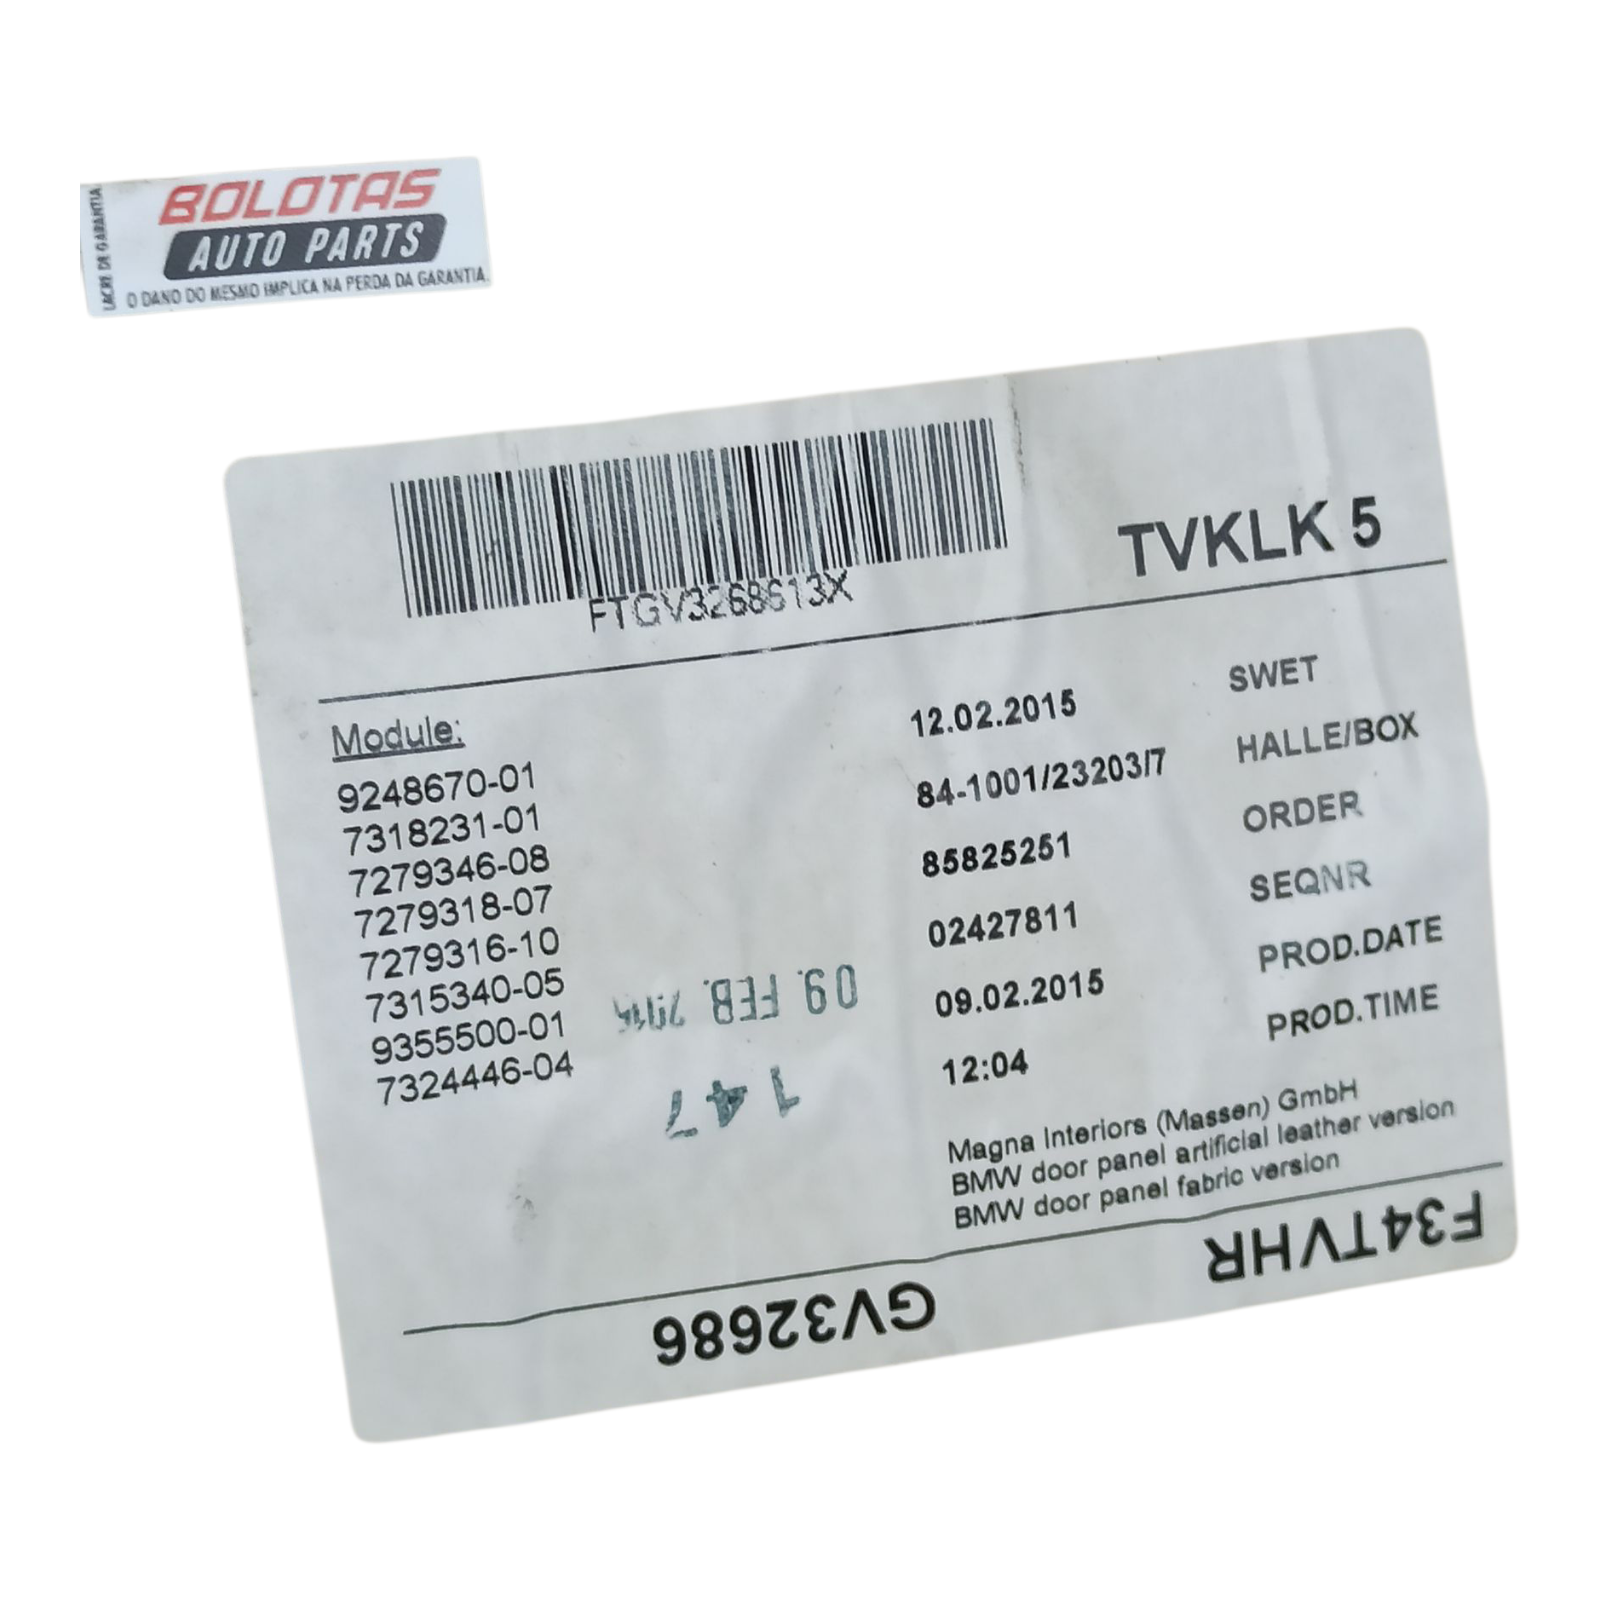 LACRE DE GARANTIA
BOLOTAS
AUTO PARTS
O DANO DO MESMO IMPLICA NA PERDA DA GARANTIA.
FTGV3268613X
TVKLK 5
Module:
9248670-01
7318231-01
7279346-08
7279318-07
7279316-10
7315340-05
9355500-01
7324446-04
12.02.2015 SWET
84-1001/23203/7 HALLE/BOX
85825251 ORDER
02427811 SEQNR
09.02.2015 PROD.DATE
12:04 PROD.TIME
09. FEB.
147
Magna Interiors (Massen) GmbH
BMW door panel artificial leather version
BMW door panel fabric version
F34TVHR
GV32686